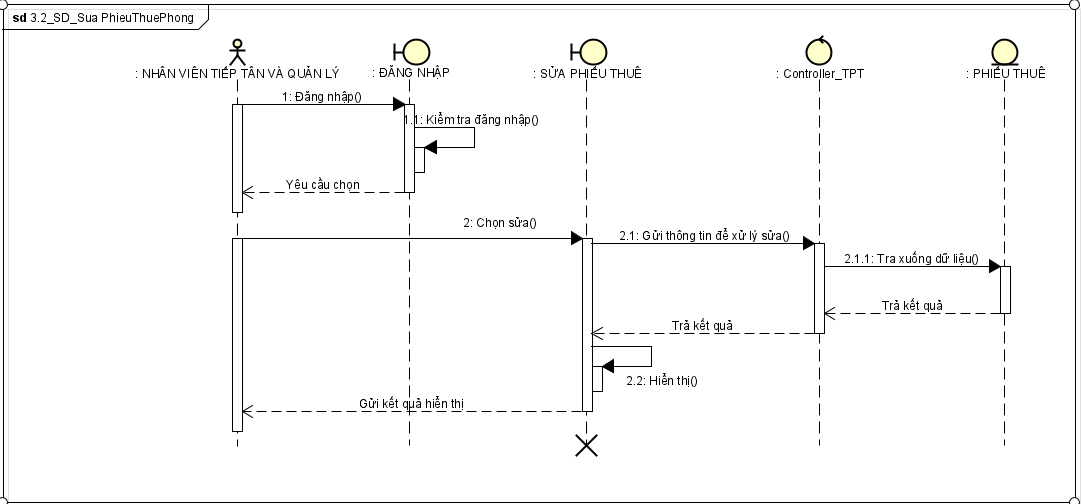 sd 3.2_SD_Sua PhieuThuePhong
: NHÂN VIÊN TIẾP TÂN VÀ QUẢN LÝ
: ĐĂNG NHẬP
: SỬA PHIẾU THUÊ
: Controller_TPT
: PHIẾU THUÊ
1: Đăng nhập()
1.1: Kiểm tra đăng nhập()
Yêu cầu chọn
2: Chọn sửa()
2.1: Gửi thông tin để xử lý sửa()
2.1.1: Tra xuống dữ liệu()
Trả kết quả
Trả kết quả
2.2: Hiển thị()
Gửi kết quả hiển thị